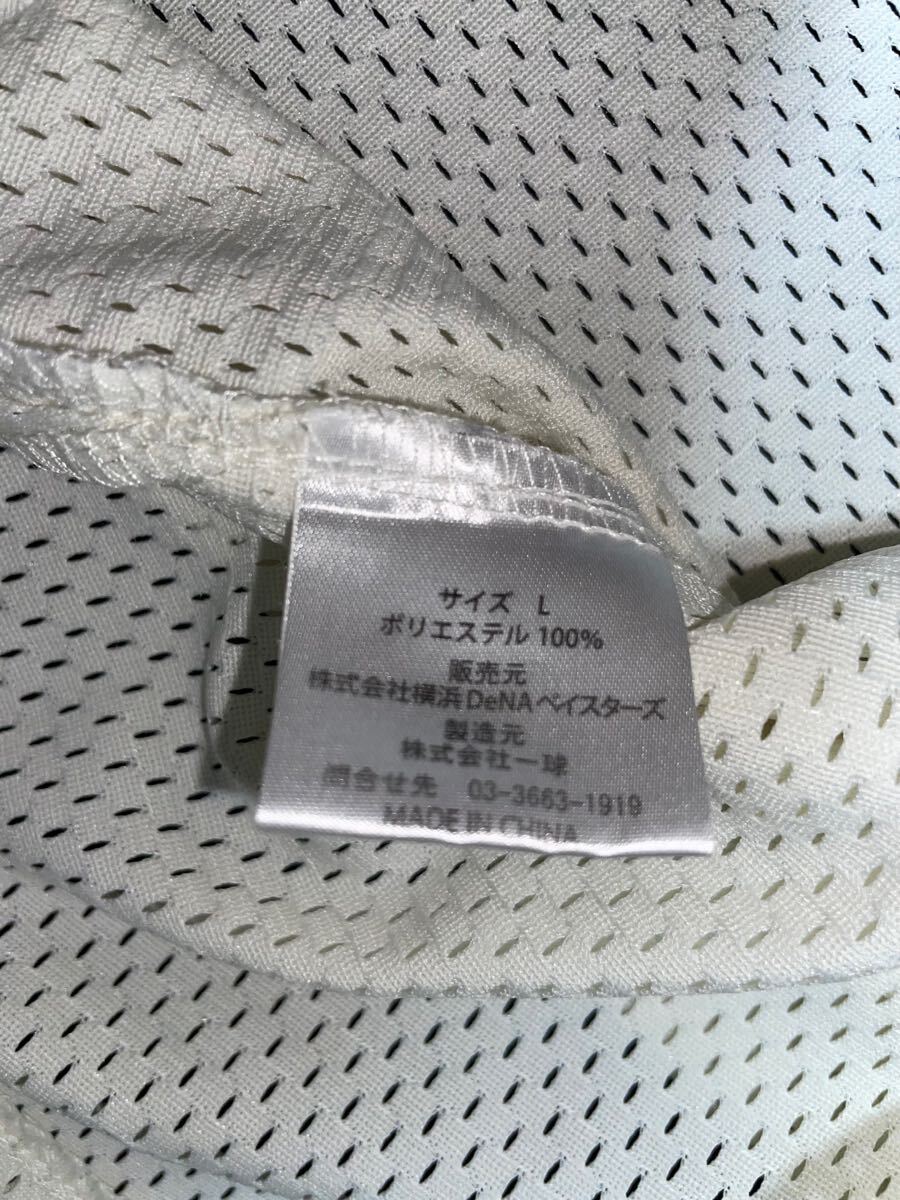 サイズ L
ポリエステル 100%
販売元
株式会社横浜DeNAベイスターズ
製造元
株式会社一球
問合せ先 03-3663-1919
MADE IN CHINA